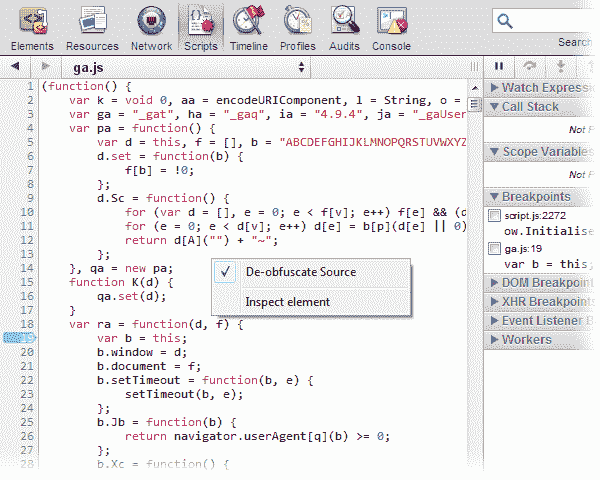 Elements Resources Network Scripts Timeline Profiles Audits Console
Search
ga.js
1 (function() {
2 var k = void 0, aa = encodeURIComponent, l = String, o =
3 var ga = "_gat", ha = "_gaq", ia = "4.9.4", ja = "_gaUser
4 var pa = function() {
5 var d = this, f = [], b = "ABCDEFGHIJKLMNOPQRSTUVWXYZ
6 d.set = function(b) {
7 f[b] = !0;
8 };
9 d.Sc = function() {
10 for (var d = [], e = 0; e < f[v]; e++) f[e] && (d
11 for (e = 0; e < d[v]; e++) d[e] = b[p](d[e] || 0)
12 return d[A]("") + "~";
13 };
14 }, qa = new pa;
15 function K(d) {
16 qa.set(d);
17 }
18 var ra = function(d, f) {
19 var b = this;
20 b.window = d;
21 b.document = f;
22 b.setTimeout = function(b, e) {
23 setTimeout(b, e);
24 };
25 b.Jb = function(b) {
26 return navigator.userAgent[q](b) >= 0;
27 };
28 b.Xc = function() {
De-obfuscate Source
Inspect element
Watch Expression
Call Stack
Not P
Scope Variables
Not P
Breakpoints
script.js:2272
ow.Initialise
ga.js:19
var b = this;
DOM Breakpoints
XHR Breakpoints
Event Listener B
Workers